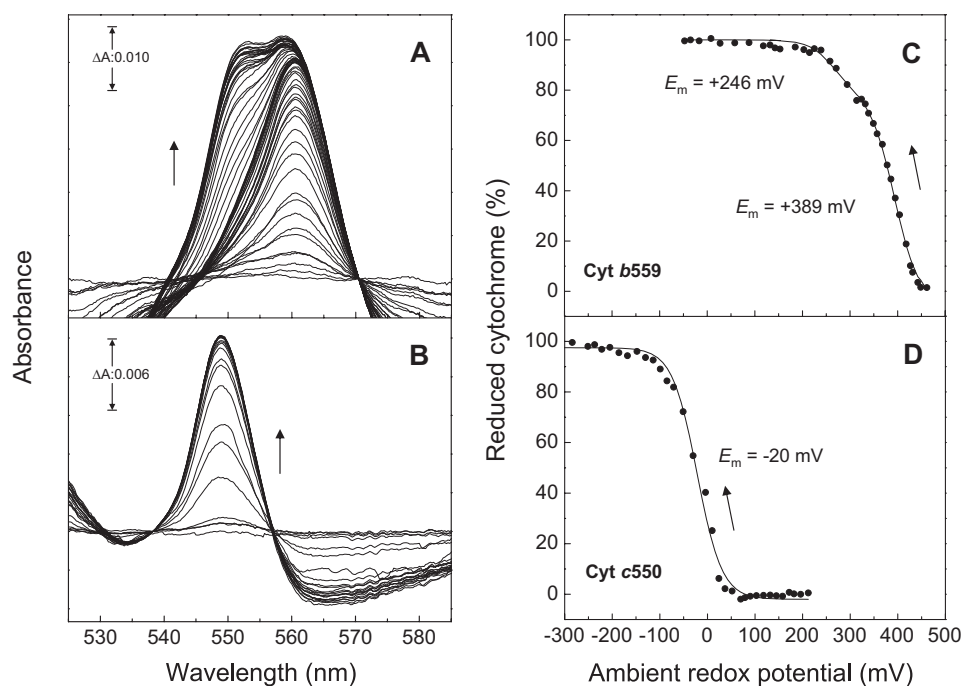 A
ΔA:0.010
B
ΔA:0.006
Absorbance
530 540 550 560 570 580
Wavelength (nm)
C
100
80
60
40
20
0
Em = +246 mV
Em = +389 mV
Cyt b559
D
100
80
60
40
20
0
Em = -20 mV
Cyt c550
Reduced cytochrome (%)
-300 -200 -100 0 100 200 300 400 500
Ambient redox potential (mV)